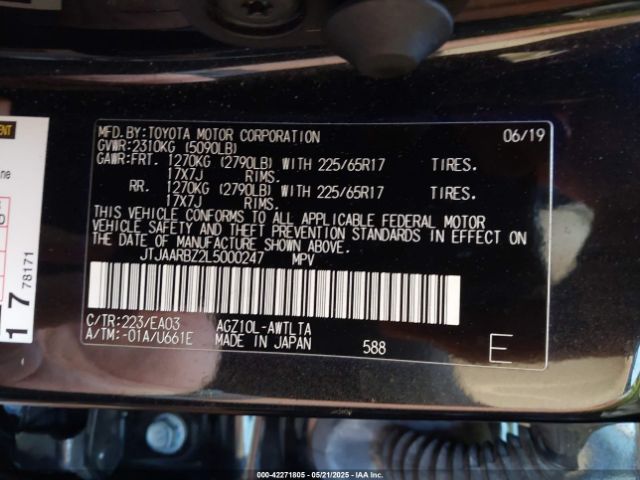 MFD.BY:TOYOTA MOTOR CORPORATION 06/19
GVWR:2310KG (5090LB)
GAWR:FRT. 1270KG (2790LB) WITH 225/65R17 TIRES.
17X7J RIMS.
RR. 1270KG (2790LB) WITH 225/65R17 TIRES.
17X7J RIMS.
THIS VEHICLE CONFORMS TO ALL APPLICABLE FEDERAL MOTOR
VEHICLE SAFETY AND THEFT PREVENTION STANDARDS IN EFFECT ON
THE DATE OF MANUFACTURE SHOWN ABOVE.
JTJAARBZ2L5000247 MPV
C/TR:223/EA03 AGZ10L-AWTLTA
A/TM:-01A/U661E MADE IN JAPAN 588 E
17
78171
000-42271805 - 05/21/2025 - IAAI.COM